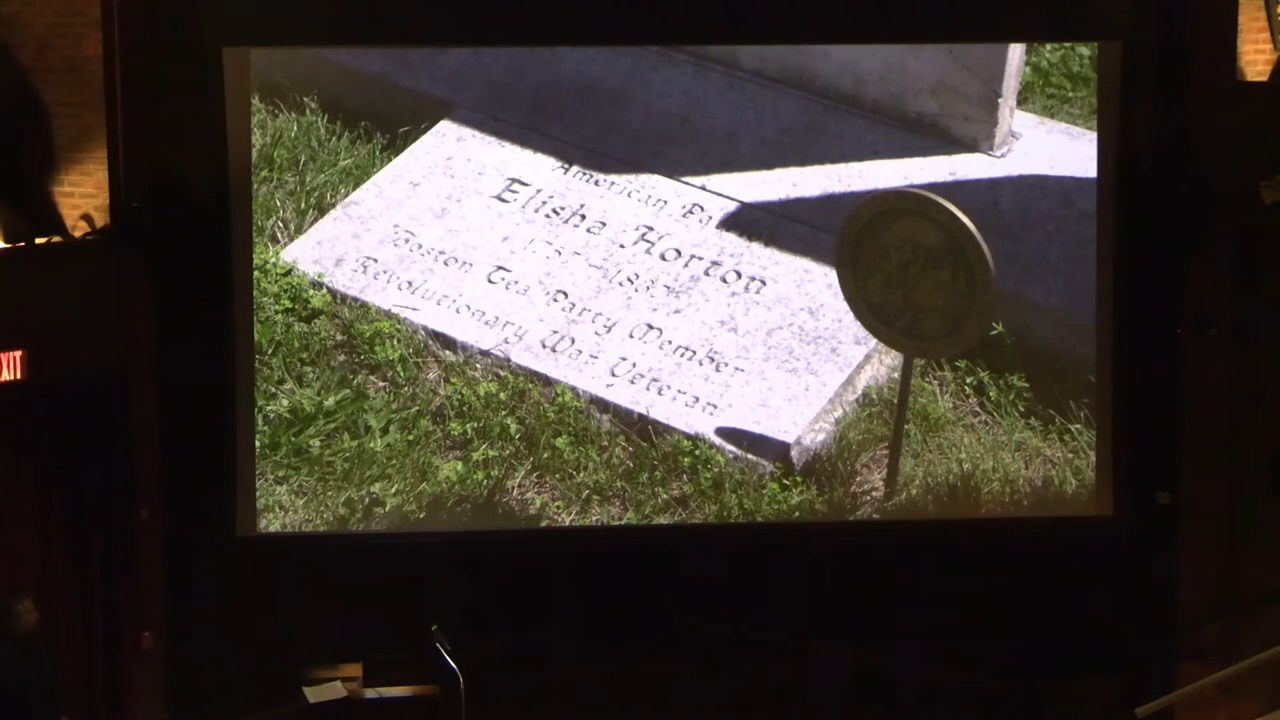 American
Elisha Horton
Boston Tea Party Member
Revolutionary War Veteran
EXIT